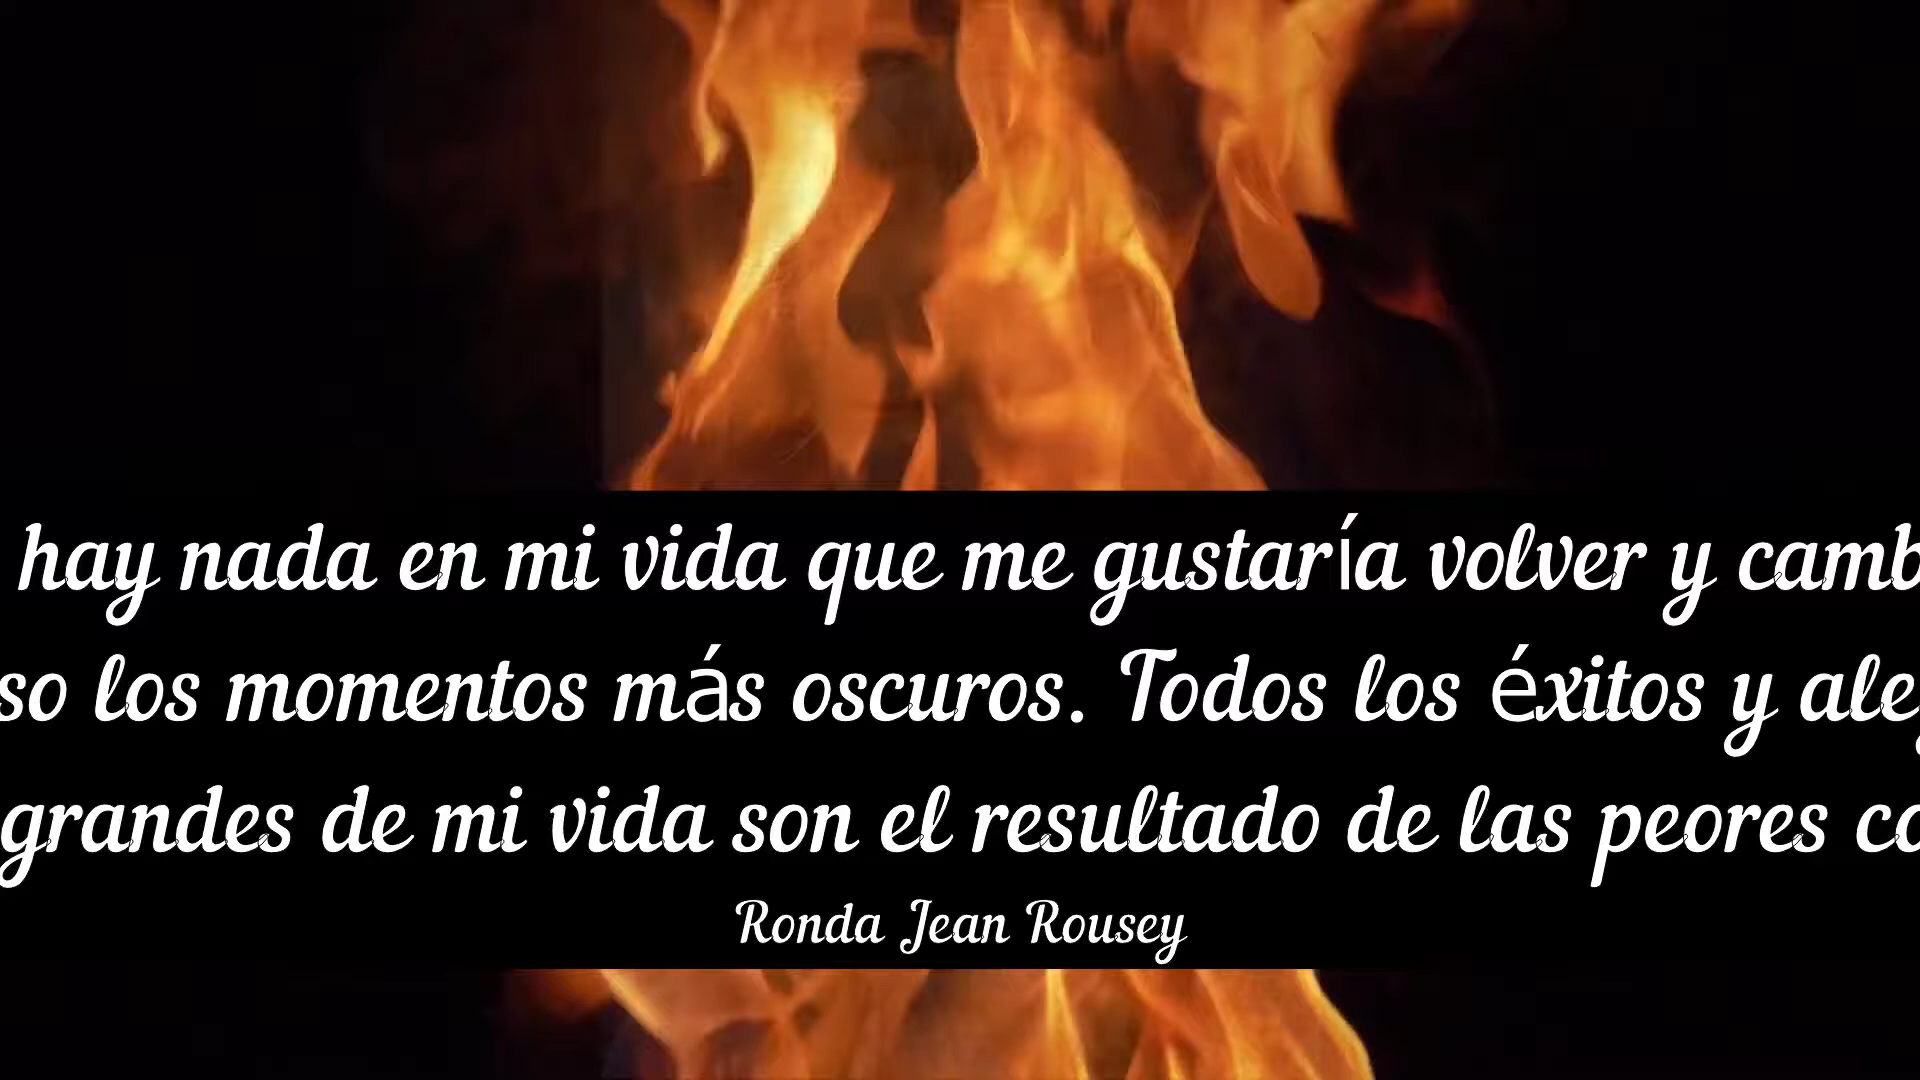 hay nada en mi vida que me gustaría volver y camb
so los momentos más oscuros. Todos los éxitos y ale
grandes de mi vida son el resultado de las peores co
Ronda Jean Rousey